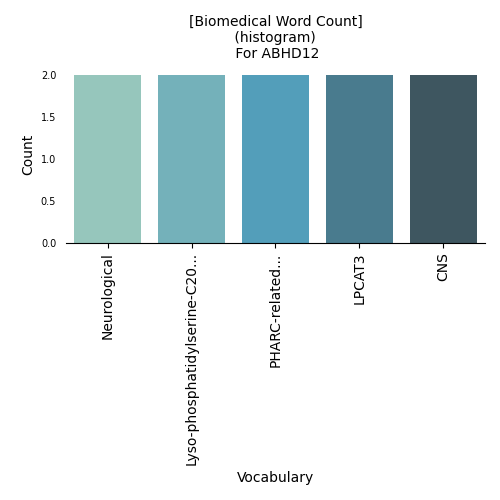 [Biomedical Word Count]
(histogram)
For ABHD12
Count
2.0
1.5
1.0
0.5
0.0
Neurological
Lyso-phosphatidylserine-C20...
PHARC-related...
LPCAT3
CNS
Vocabulary